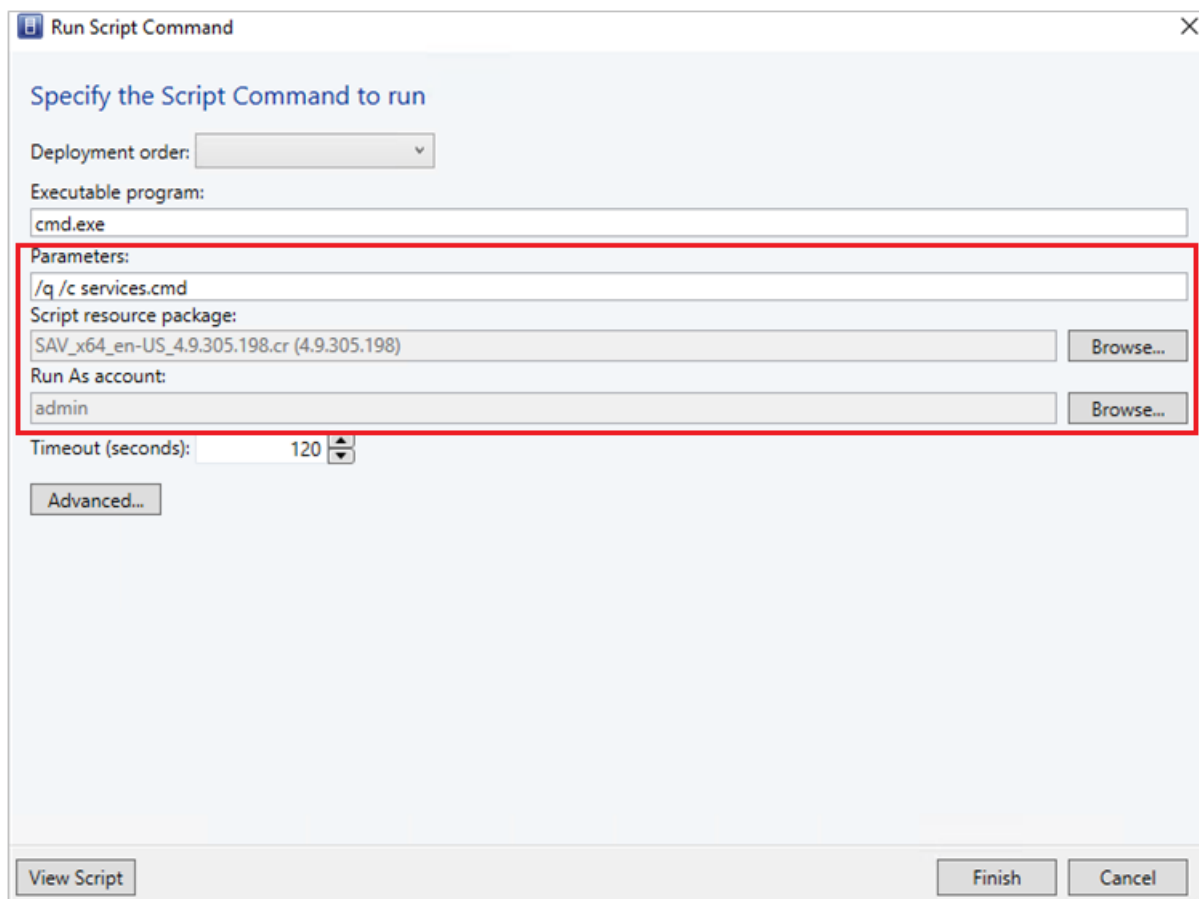 Run Script Command
Specify the Script Command to run
Deployment order:
Executable program:
cmd.exe
Parameters:
/q /c services.cmd
Script resource package:
SAV_x64_en-US_4.9.305.198.cr (4.9.305.198)
Browse...
Run As account:
admin
Browse...
Timeout (seconds): 120
Advanced...
View Script
Finish
Cancel